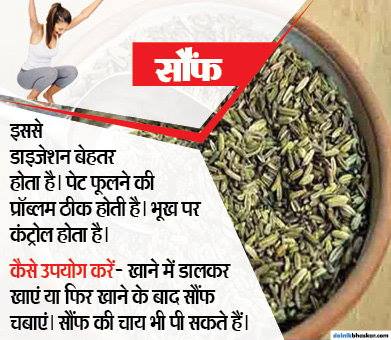 सौंफ
इससे
डाइजेशन बेहतर
होता है। पेट फूलने की
प्रॉब्लम ठीक होती है। भूख पर
कंट्रोल होता है।
कैसे उपयोग करें- खाने में डालकर
खाएं या फिर खाने के बाद सौंफ
चबाएं। सौंफ की चाय भी पी सकते हैं।
dainikbhaskar.com